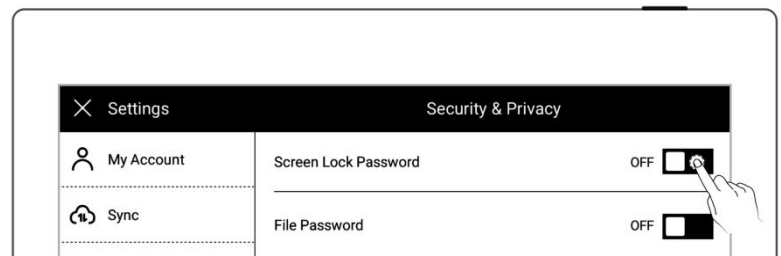 Settings
Security & Privacy
My Account
Screen Lock Password
OFF
Sync
File Password
OFF